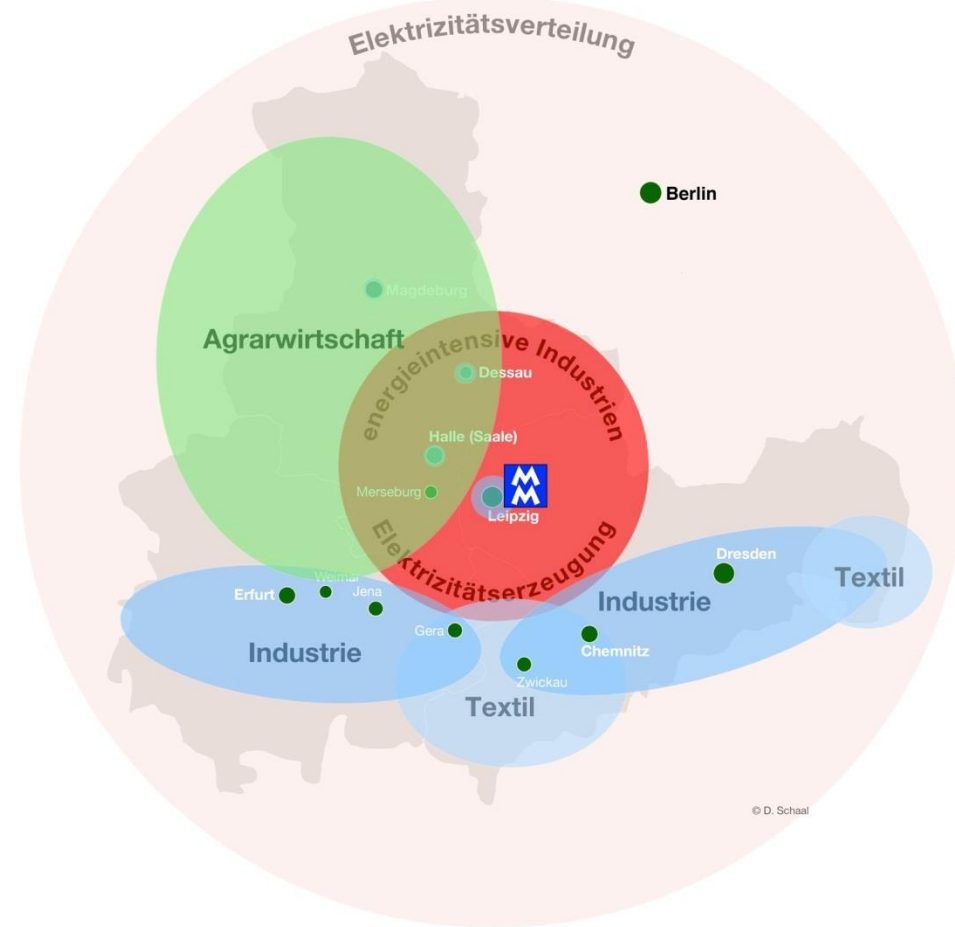 Elektrizitätsverteilung
Berlin
Magdeburg
Agrarwirtschaft
energieintensive Industrien
Dessau
Halle (Saale)
Merseburg
MM
Leipzig
Elektrizitätserzeugung
Dresden
Textil
Weimar
Erfurt
Jena
Industrie
Gera
Chemnitz
Industrie
Zwickau
Textil
© D. Schaal